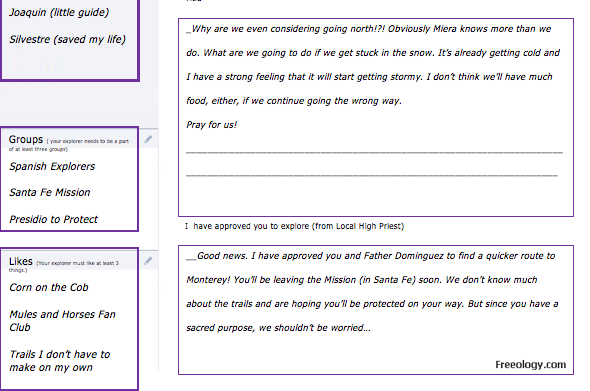 Joaquin (little guide)
Silvestre (saved my life)
Groups ( your explorer needs to be a part
of at least three groups)
Spanish Explorers
Santa Fe Mission
Presidio to Protect
Likes (Your explorer must like at least 3
things.)
Corn on the Cob
Mules and Horses Fan
Club
Trails I don’t have to
make on my own
_Why are we even considering going north!?! Obviously Miera knows more than we
do. What are we going to do if we get stuck in the snow. It’s already getting cold and
I have a strong feeling that it will start getting stormy. I don’t think we’ll have much
food, either, if we continue going the wrong way.
Pray for us!
I have approved you to explore (from Local High Priest)
__Good news. I have approved you and Father Dominguez to find a quicker route to
Monterey! You’ll be leaving the Mission (in Santa Fe) soon. We don’t know much
about the trails and are hoping you’ll be protected on your way. But since you have a
sacred purpose, we shouldn’t be worried…
Freeology.com